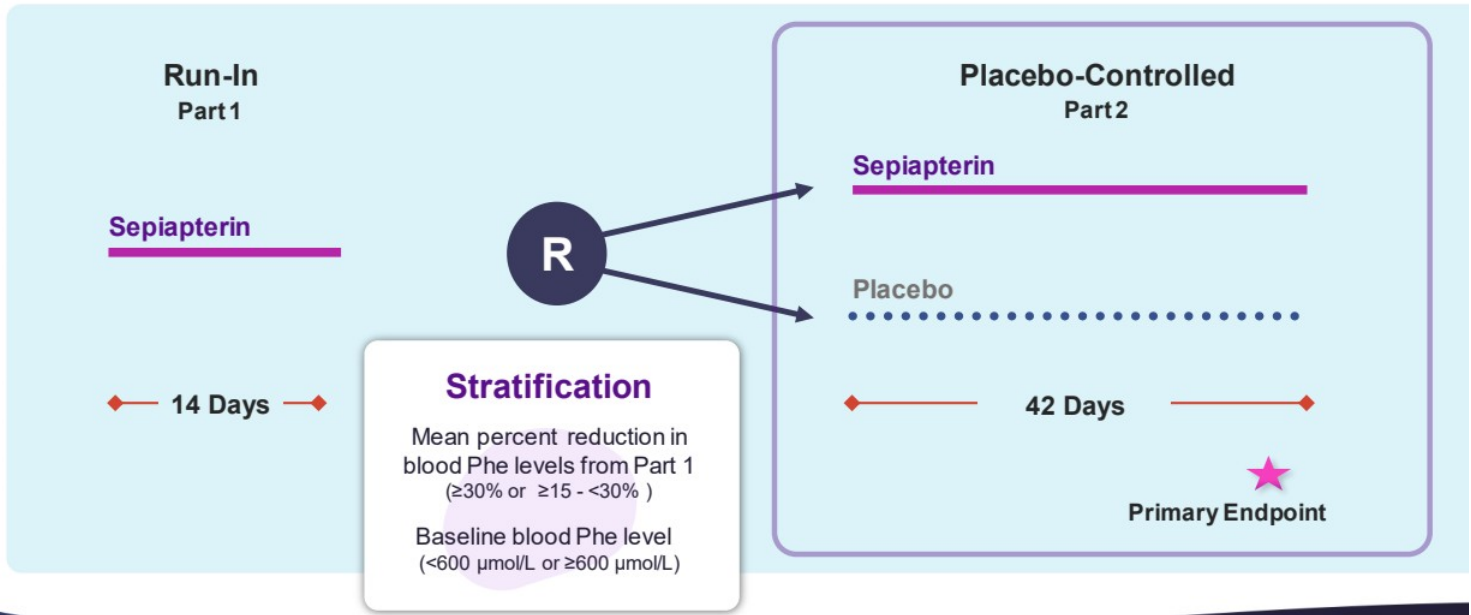 Run-In
Part 1
Sepiapterin
14 Days
R
Stratification
Mean percent reduction in
blood Phe levels from Part 1
(≥30% or ≥15 - <30% )
Baseline blood Phe level
(<600 µmol/L or ≥600 µmol/L)
Placebo-Controlled
Part 2
Sepiapterin
Placebo
42 Days
Primary Endpoint